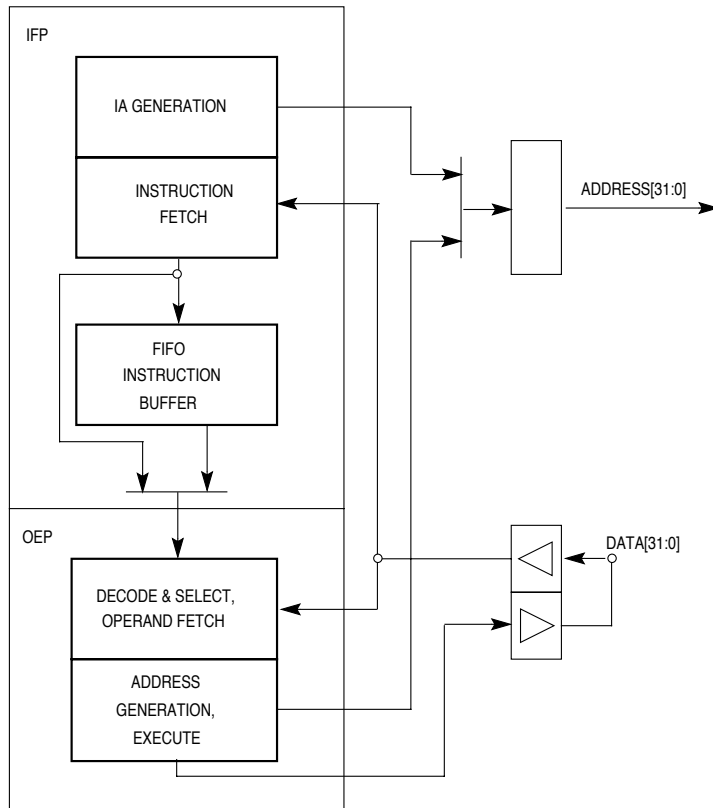 IFP
IA GENERATION
INSTRUCTION
FETCH
ADDRESS[31:0]
FIFO
INSTRUCTION
BUFFER
OEP
DATA[31:0]
DECODE & SELECT,
OPERAND FETCH
ADDRESS
GENERATION,
EXECUTE